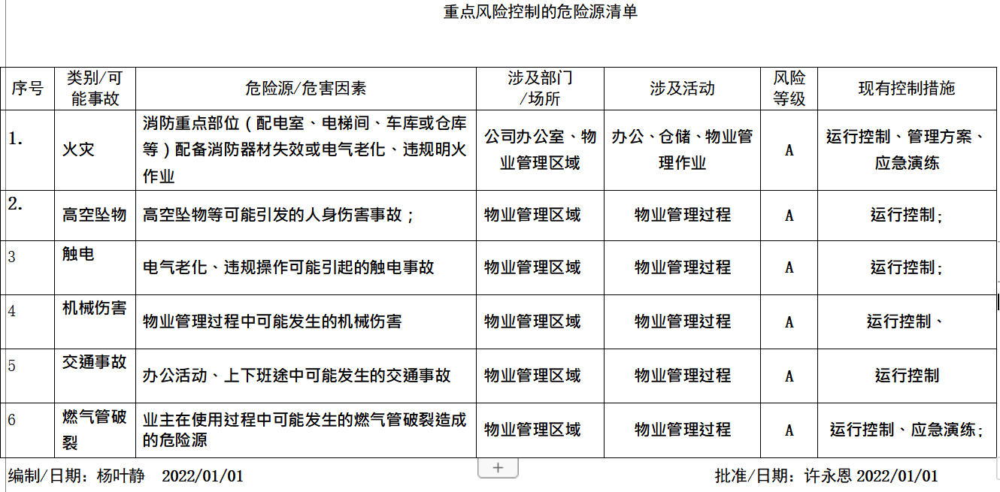 重点风险控制的危险源清单
序号 类别/可能事故 危险源/危害因素 涉及部门/场所 涉及活动 风险等级 现有控制措施
1. 火灾 消防重点部位（配电室、电梯间、车库或仓库等）配备消防器材失效或电气老化、违规明火作业 公司办公室、物业管理区域 办公、仓储、物业管理作业 A 运行控制、管理方案、应急演练
2. 高空坠物 高空坠物等可能引发的人身伤害事故； 物业管理区域 物业管理过程 A 运行控制；
3 触电 电气老化、违规操作可能引起的触电事故 物业管理区域 物业管理过程 A 运行控制；
4 机械伤害 物业管理过程中可能发生的机械伤害 物业管理区域 物业管理过程 A 运行控制、
5 交通事故 办公活动、上下班途中可能发生的交通事故 物业管理区域 物业管理过程 A 运行控制
6 燃气管破裂 业主在使用过程中可能发生的燃气管破裂造成的危险源 物业管理区域 物业管理过程 A 运行控制、应急演练；
编制/日期：杨叶静 2022/01/01 批准/日期：许永恩 2022/01/01